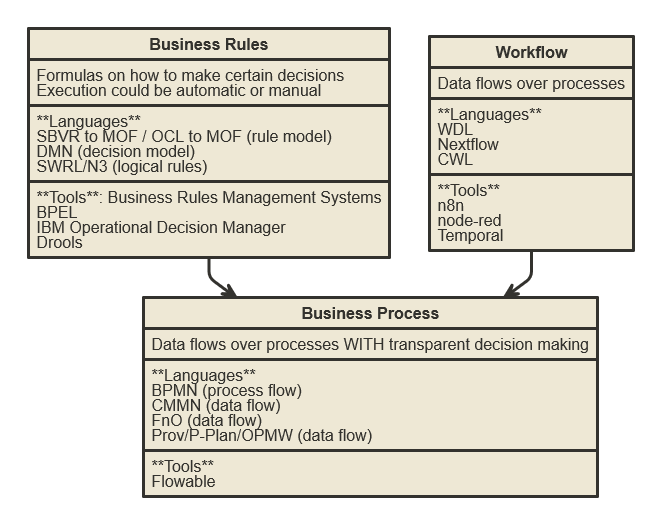 Business Rules
Formulas on how to make certain decisions
Execution could be automatic or manual
**Languages**
SBVR to MOF / OCL to MOF (rule model)
DMN (decision model)
SWRL/N3 (logical rules)
**Tools**: Business Rules Management Systems
BPEL
IBM Operational Decision Manager
Drools
Workflow
Data flows over processes
**Languages**
WDL
Nextflow
CWL
**Tools**
n8n
node-red
Temporal
Business Process
Data flows over processes WITH transparent decision making
**Languages**
BPMN (process flow)
CMMN (data flow)
FnO (data flow)
Prov/P-Plan/OPMW (data flow)
**Tools**
Flowable